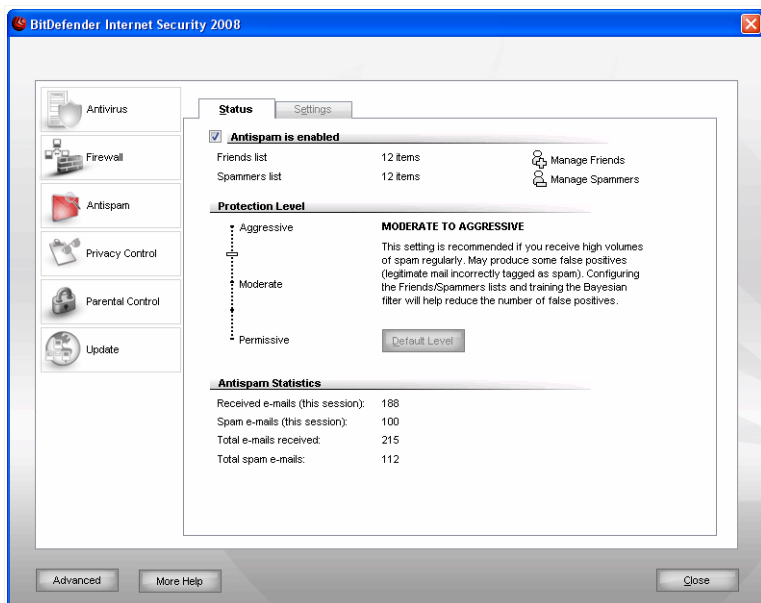 BitDefender Internet Security 2008
Antivirus
Firewall
Antispam
Privacy Control
Parental Control
Update
Status
Settings
Antispam is enabled
Friends list 12 items Manage Friends
Spammers list 12 items Manage Spammers
Protection Level
Aggressive
Moderate
Permissive
MODERATE TO AGGRESSIVE
This setting is recommended if you receive high volumes
of spam regularly. May produce some false positives
(legitimate mail incorrectly tagged as spam). Configuring
the Friends/Spammers lists and training the Bayesian
filter will help reduce the number of false positives.
Default Level
Antispam Statistics
Received e-mails (this session): 188
Spam e-mails (this session): 100
Total e-mails received: 215
Total spam e-mails: 112
Advanced
More Help
Close